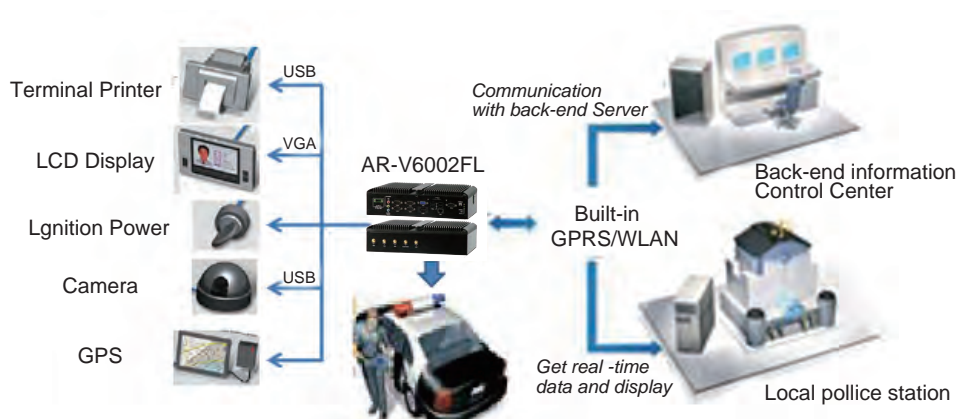 Terminal Printer
USB
LCD Display
VGA
Lgnition Power
Camera
USB
GPS
AR-V6002FL
Built-in
GPRS/WLAN
Communication
with back-end Server
Back-end information
Control Center
Get real -time
data and display
Local pollice station